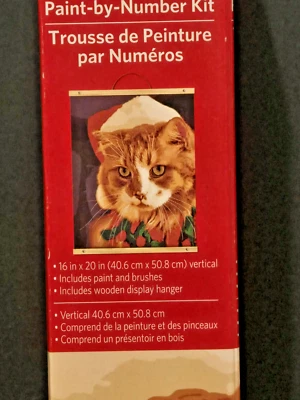 Paint-by-Number Kit
Trousse de Peinture
par Numéros
• 16 in x 20 in (40.6 cm x 50.8 cm) vertical
• Includes paint and brushes
• Includes wooden display hanger
• Vertical 40.6 cm x 50.8 cm
• Comprend de la peinture et des pinceaux
• Comprend un présentoir en bois